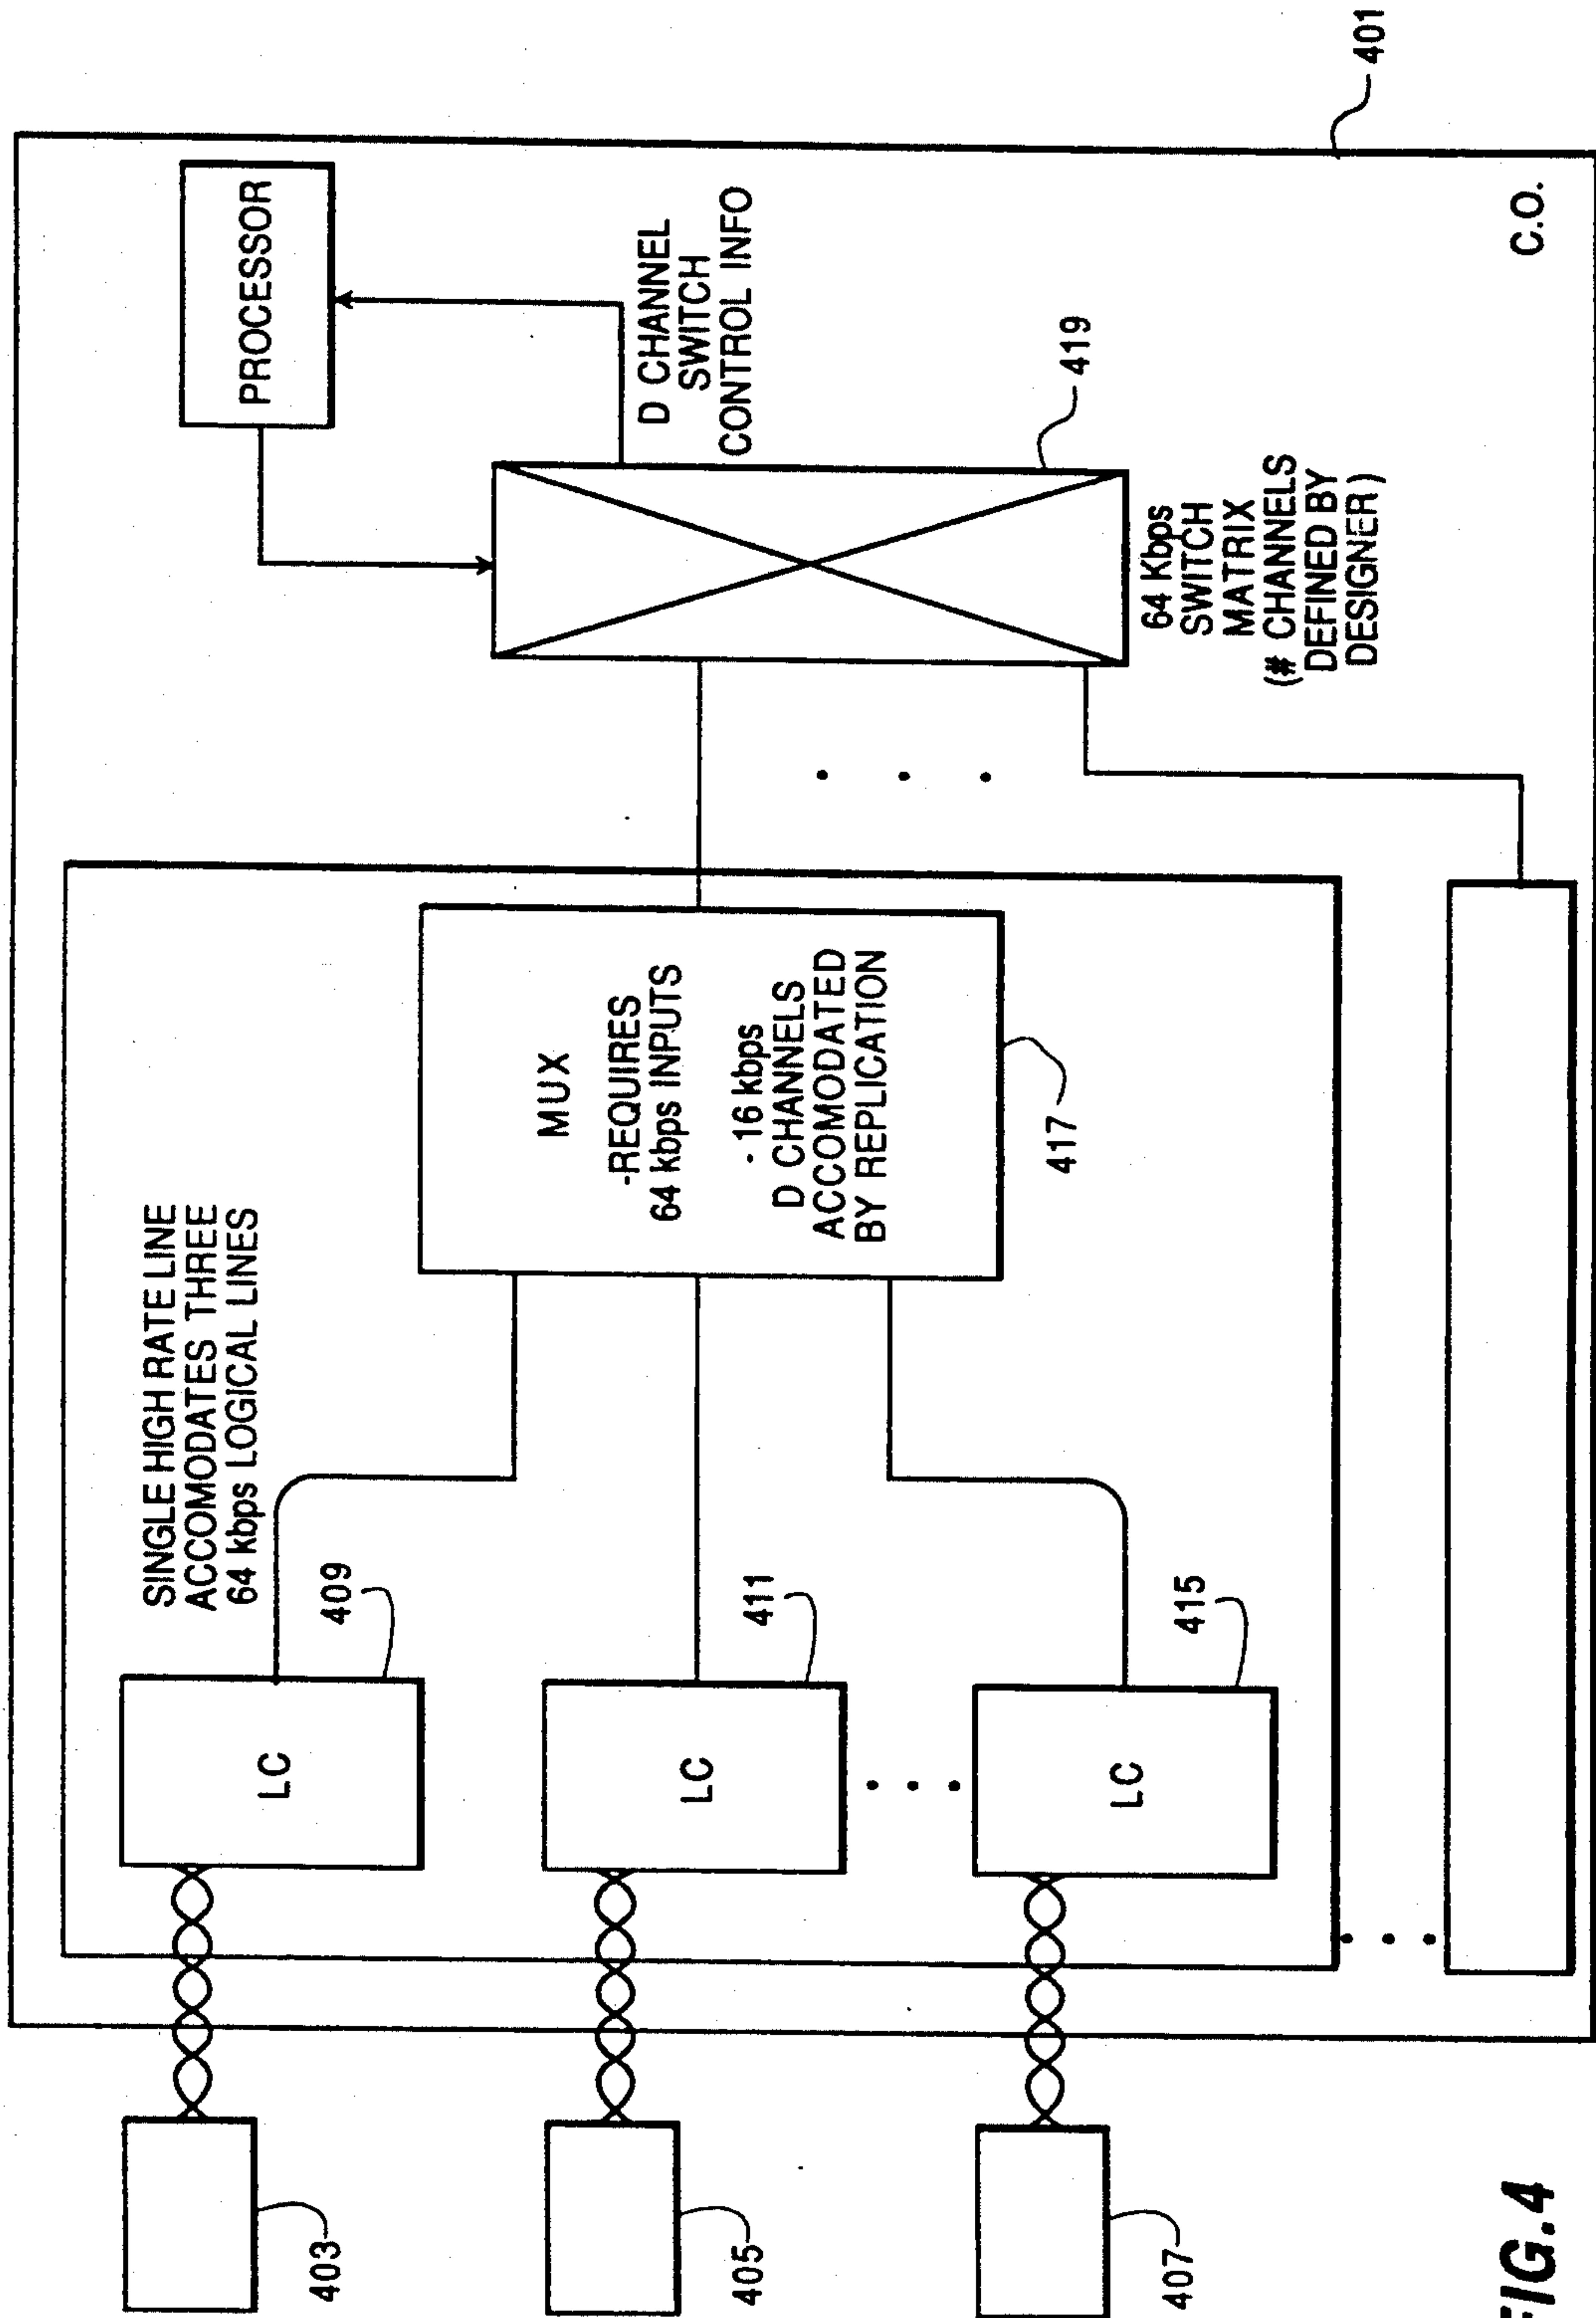 PROCESSOR
D CHANNEL
SWITCH
CONTROL INFO
401
C.O.
419
64 Kbps
SWITCH
MATRIX
(# CHANNELS
DEFINED BY
DESIGNER)
SINGLE HIGH RATE LINE
ACCOMODATES THREE
64 kbps LOGICAL LINES
MUX
-REQUIRES
64 kbps INPUTS
- 16 kbps
D CHANNELS
ACCOMODATED
BY REPLICATION
417
LC
409
LC
411
LC
415
403
405
407
FIG.4